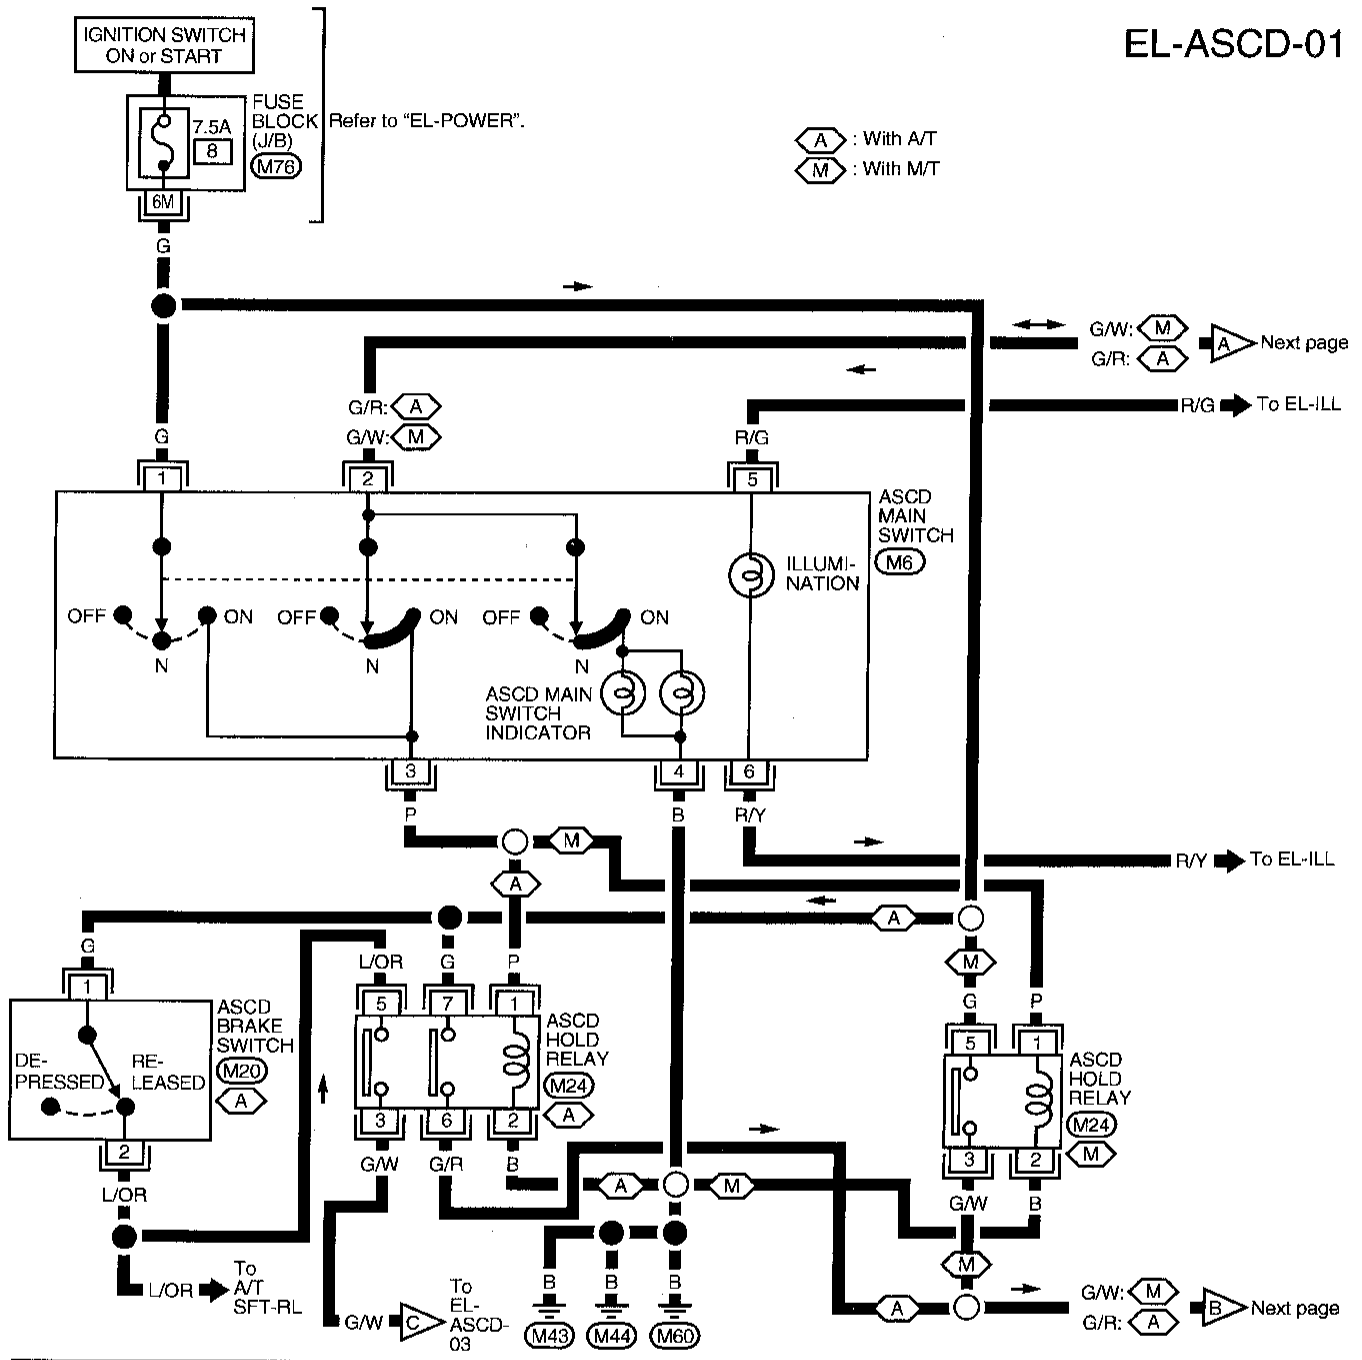 EL-ASCD-01
IGNITION SWITCH
ON or START
FUSE
BLOCK
(J/B)
M76
7.5A
8
6M
Refer to "EL-POWER".
A : With A/T
M : With M/T
G
G/W: M
G/R: A
A Next page
G/R: A
G/W: M
R/G To EL-ILL
G
R/G
1
2
5
ASCD
MAIN
SWITCH
M6
ILLUMI-
NATION
OFF
ON
OFF
ON
OFF
ON
N
N
N
ASCD MAIN
SWITCH
INDICATOR
3
4
6
P
B
R/Y
M
R/Y To EL-ILL
A
A
G
L/OR
G
P
M
G
P
1
5
7
1
5
1
ASCD
BRAKE
SWITCH
M20
A
DE-
PRESSED
RE-
LEASED
ASCD
HOLD
RELAY
M24
A
ASCD
HOLD
RELAY
M24
M
2
3
6
2
3
2
L/OR
G/W
G/R
B
G/W
B
A
M
M
L/OR
To
A/T
SFT-RL
G/W
C
To
EL-
ASCD-
03
B
B
B
M43
M44
M60
A
G/W: M
G/R: A
B Next page